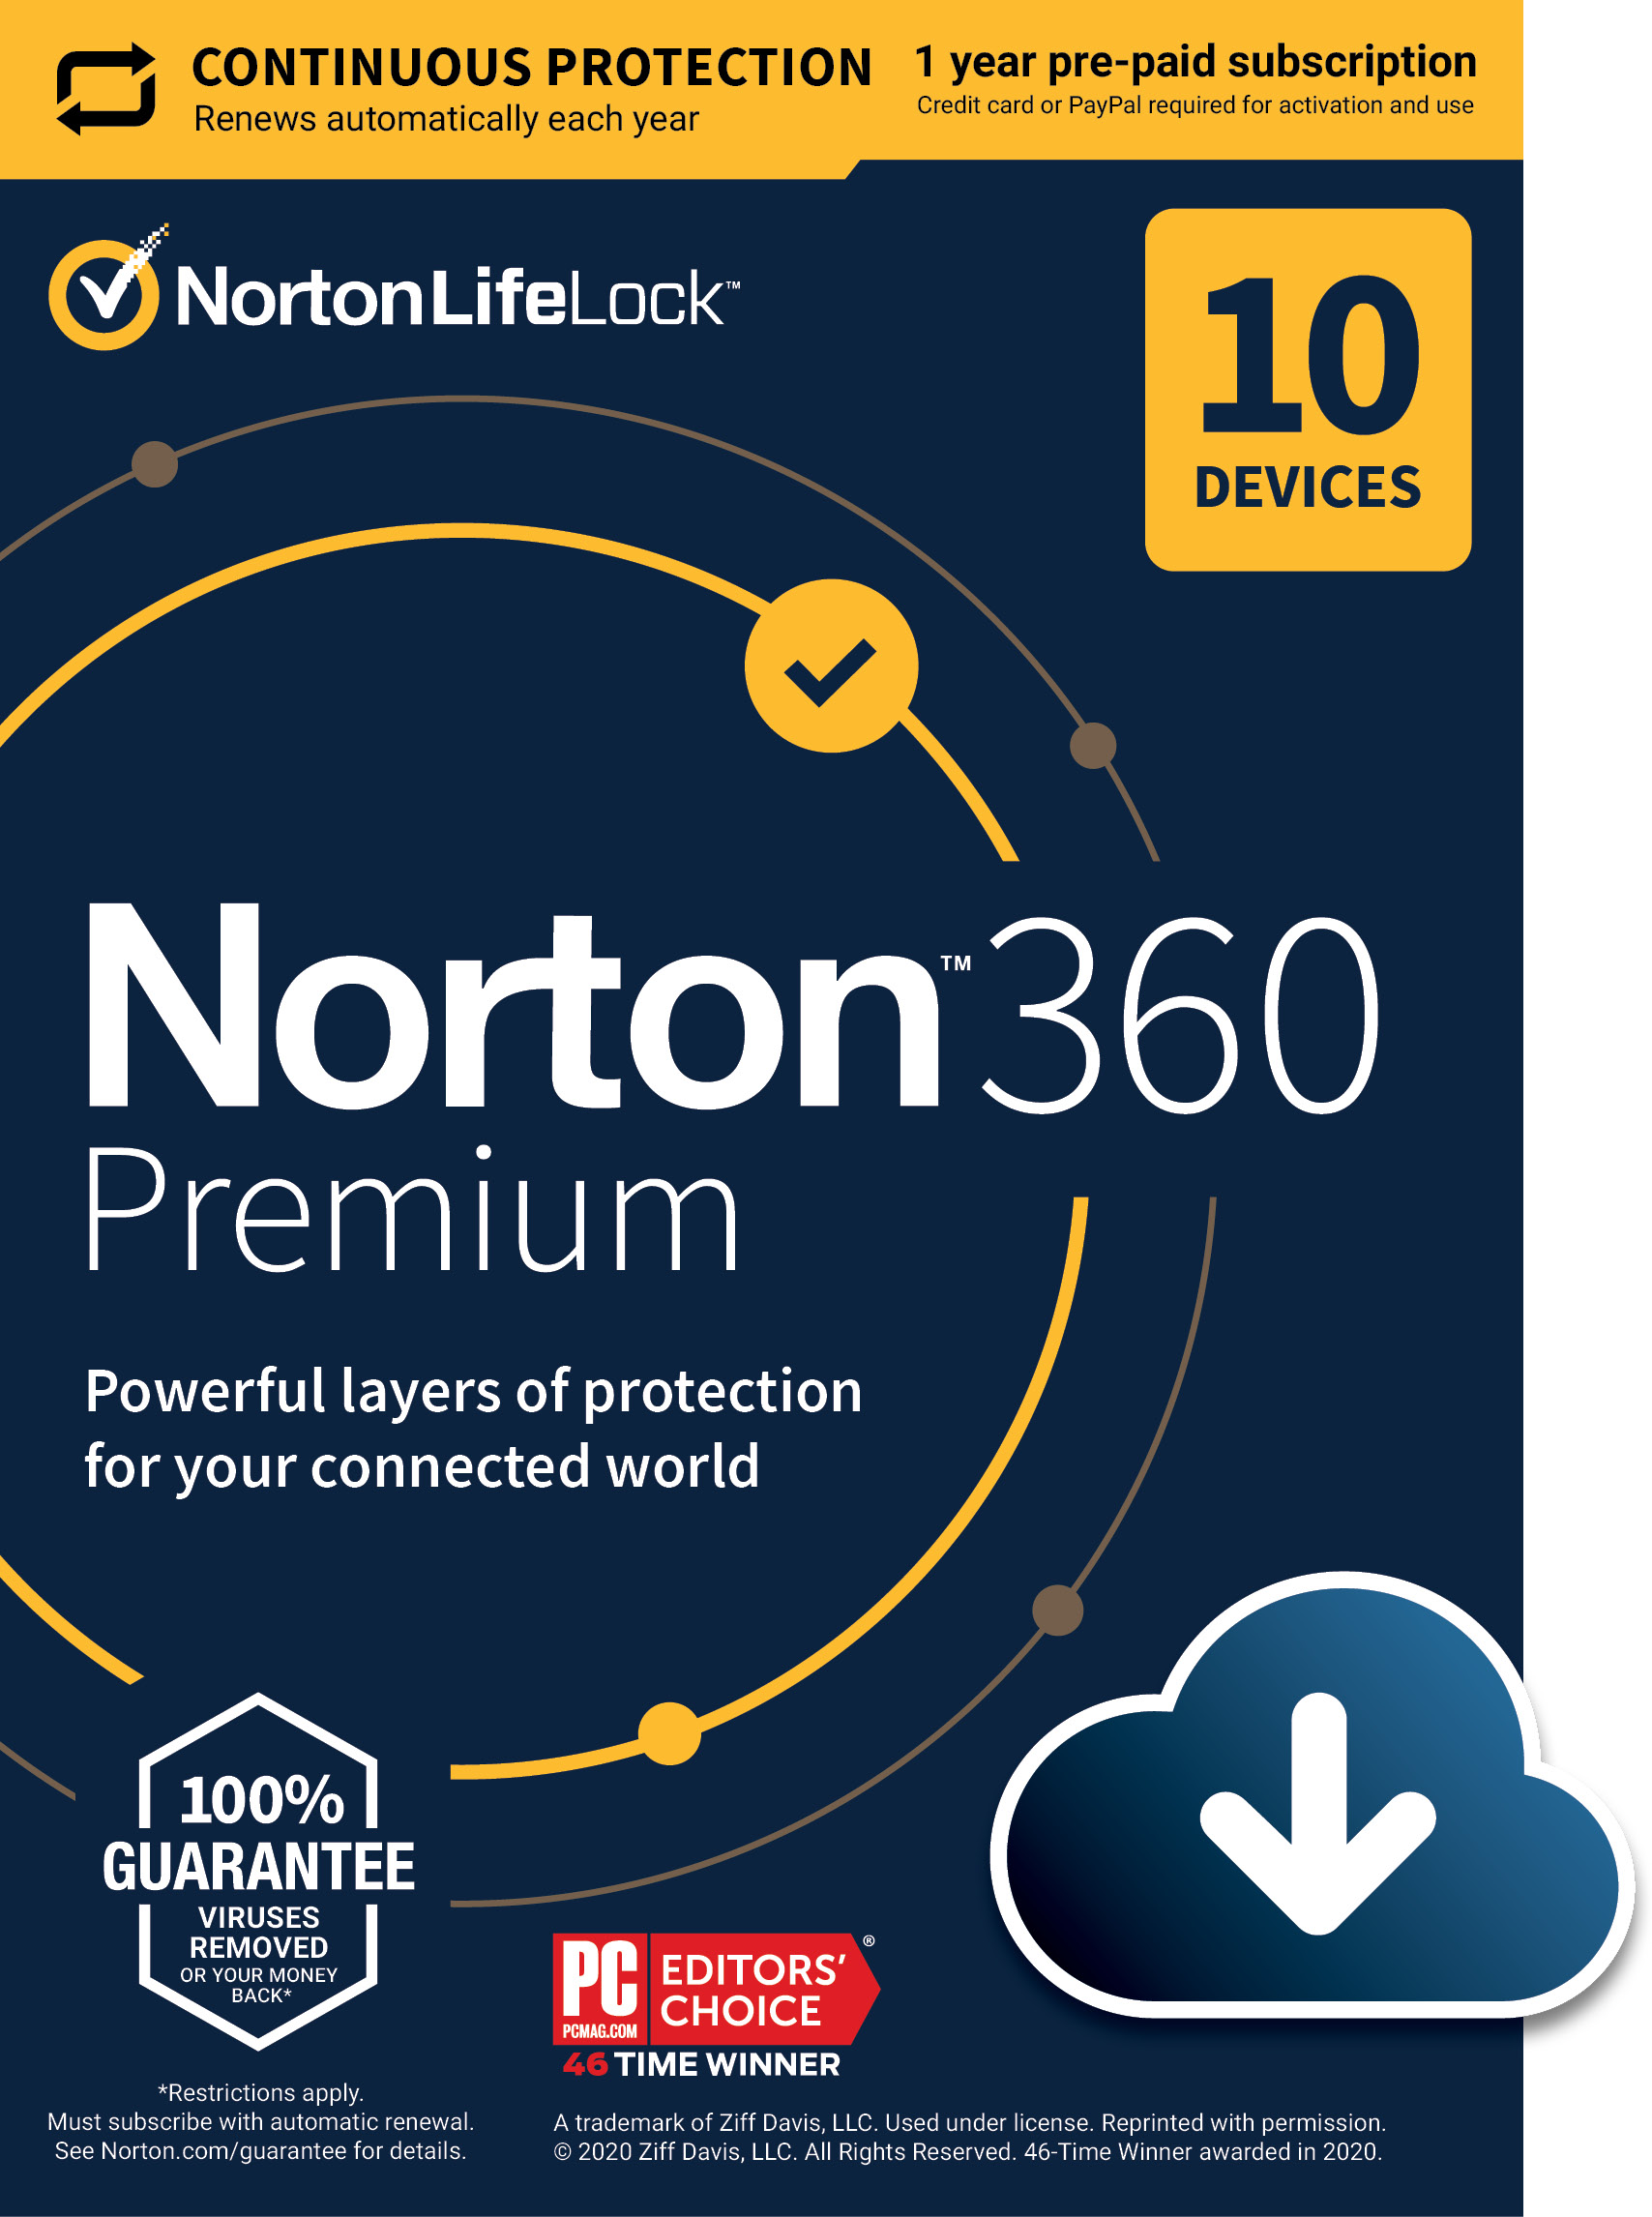 CONTINUOUS PROTECTION
Renews automatically each year
1 year pre-paid subscription
Credit card or PayPal required for activation and use
NortonLifeLock™
10
DEVICES
Norton™360
Premium
Powerful layers of protection
for your connected world
100%
GUARANTEE
VIRUSES
REMOVED
OR YOUR MONEY
BACK*
*Restrictions apply.
Must subscribe with automatic renewal.
See Norton.com/guarantee for details.
PC
PCMAG.COM
EDITORS'
CHOICE
®
46 TIME WINNER
A trademark of Ziff Davis, LLC. Used under license. Reprinted with permission.
© 2020 Ziff Davis, LLC. All Rights Reserved. 46-Time Winner awarded in 2020.